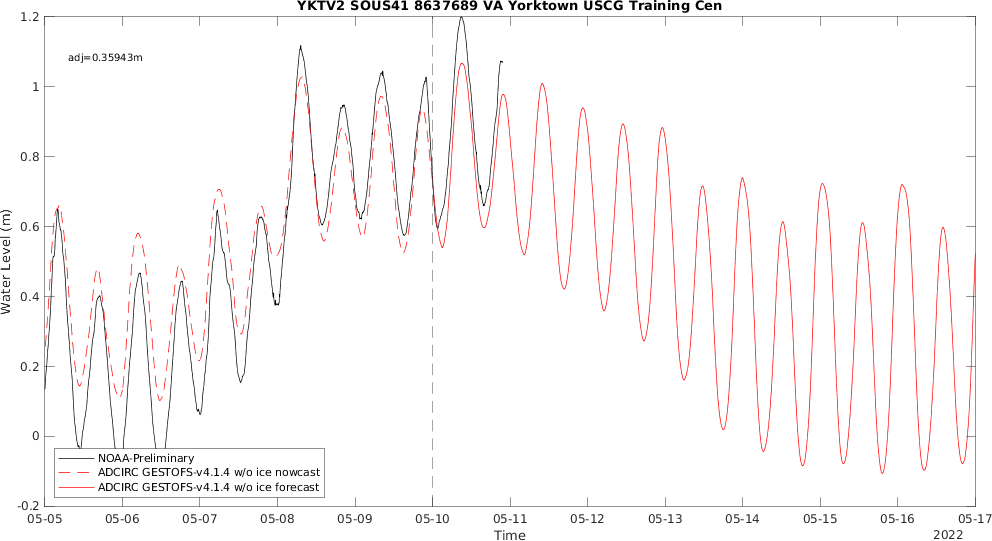 YKTV2 SOUS41 8637689 VA Yorktown USCG Training Cen
adj=0.35943m
Water Level (m)
1.2
1
0.8
0.6
0.4
0.2
0
-0.2
NOAA-Preliminary
ADCIRC GESTOFS-v4.1.4 w/o ice nowcast
ADCIRC GESTOFS-v4.1.4 w/o ice forecast
05-05 05-06 05-07 05-08 05-09 05-10 05-11 05-12 05-13 05-14 05-15 05-16 05-17
Time
2022